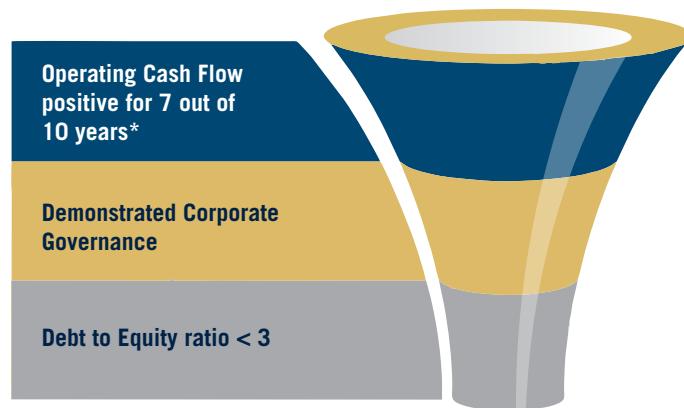 Operating Cash Flow
positive for 7 out of
10 years*
Demonstrated Corporate
Governance
Debt to Equity ratio < 3